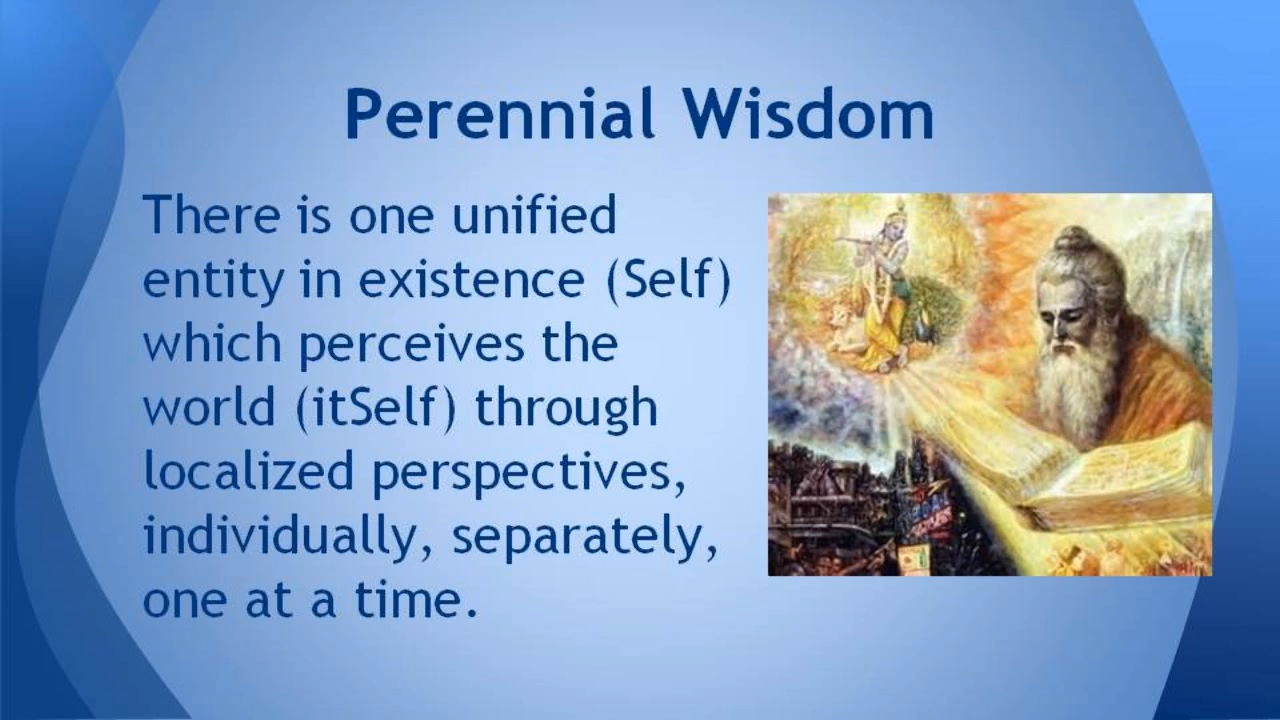 Perennial Wisdom
There is one unified
entity in existence (Self)
which perceives the
world (itSelf) through
localized perspectives,
individually, separately,
one at a time.